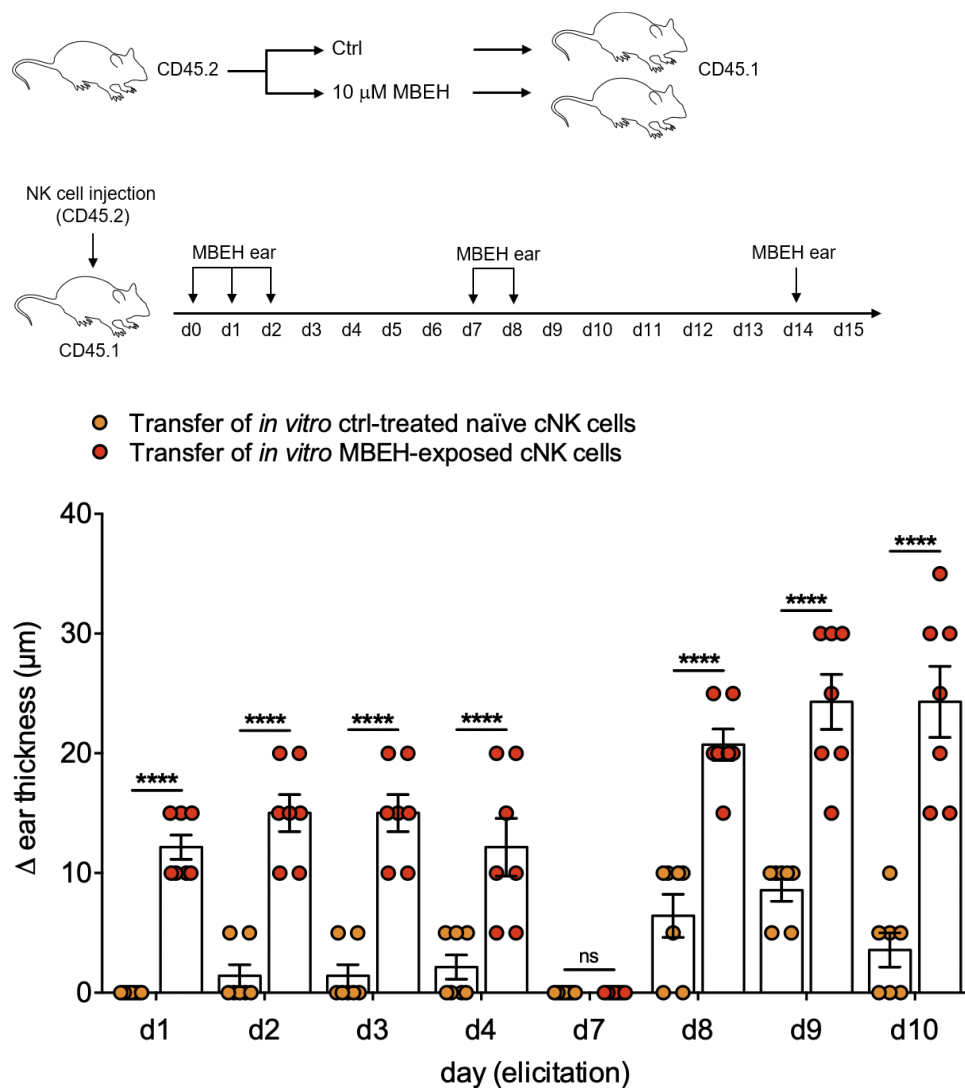 CD45.2
Ctrl
10 μM MBEH
CD45.1
NK cell injection
(CD45.2)
CD45.1
MBEH ear
MBEH ear
MBEH ear
d0 d1 d2 d3 d4 d5 d6 d7 d8 d9 d10 d11 d12 d13 d14 d15
Transfer of in vitro ctrl-treated naïve cNK cells
Transfer of in vitro MBEH-exposed cNK cells
Δ ear thickness (μm)
40
30
20
10
0
****
****
****
****
ns
****
****
****
d1 d2 d3 d4 d7 d8 d9 d10
day (elicitation)